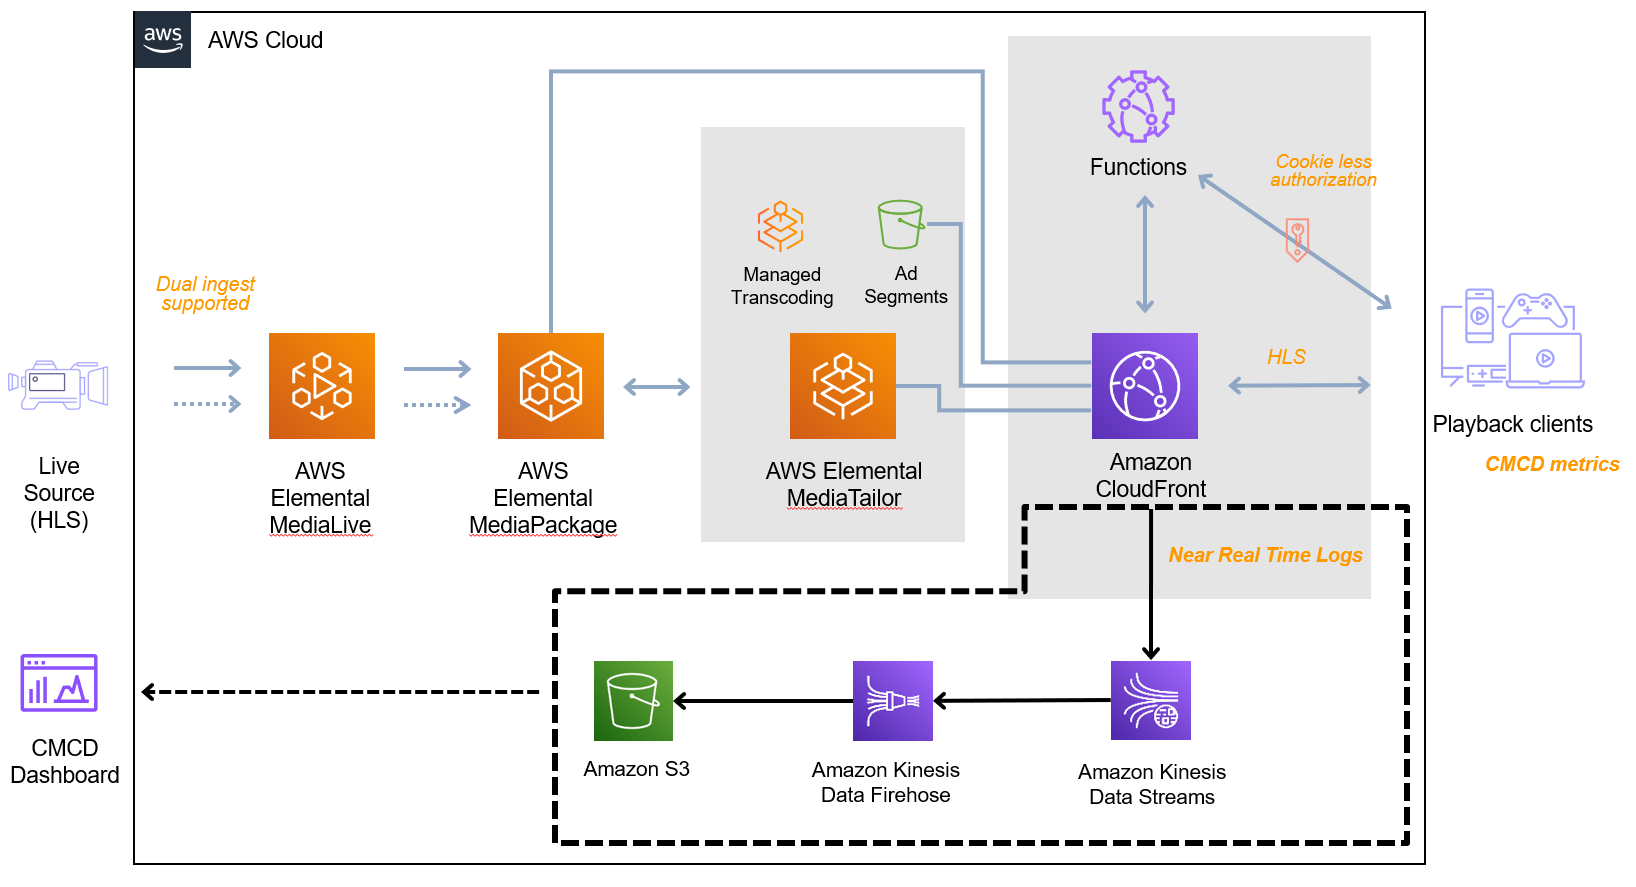 aws
AWS Cloud
Functions
Cookie less
authorization
Managed
Transcoding
Ad
Segments
Dual ingest
supported
HLS
Live
Source
(HLS)
AWS
Elemental
MediaLive
AWS
Elemental
MediaPackage
AWS Elemental
MediaTailor
Amazon
CloudFront
Playback clients
CMCD metrics
Near Real Time Logs
CMCD
Dashboard
Amazon S3
Amazon Kinesis
Data Firehose
Amazon Kinesis
Data Streams